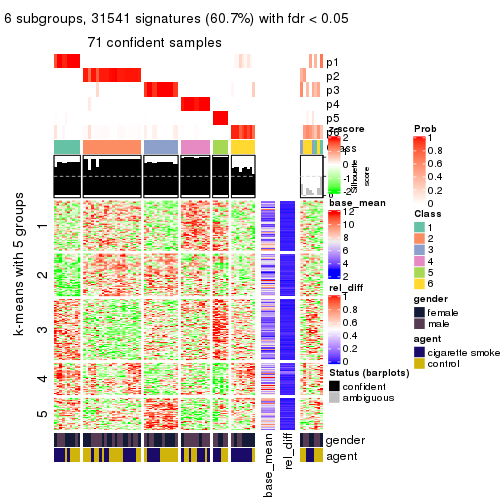 6 subgroups, 31541 signatures (60.7%) with fdr < 0.05
71 confident samples
p1
p2
p3
p4
p5
z-score
2
-2
Silhouette
score
k-means with 5 groups
1
2
3
4
5
base_mean
12
10
8
6
4
2
rel_diff
1
0.8
0.6
0.4
0.2
0
Status (barplots)
confident
ambiguous
Prob
1
0.8
0.6
0.4
0.2
0
Class
1
2
3
4
5
6
gender
female
male
agent
cigarette smoke
control
gender
agent
base_mean
rel_diff